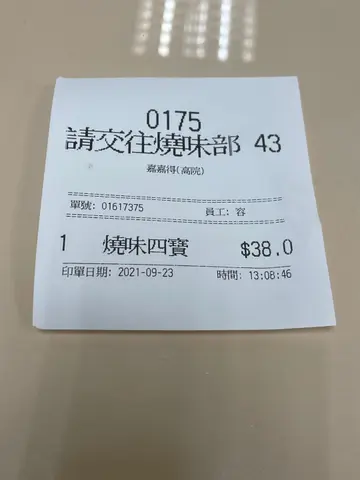 0175
請交往燒味部 43
嘉嘉得(高院)
單號: 01617375 員工: 容
1 燒味四寶 $38.0
印單日期: 2021-09-23 時間: 13:08:46